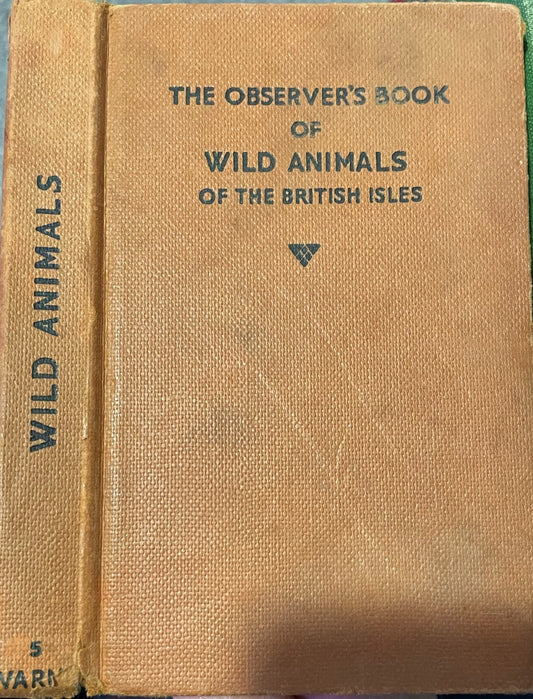 THE OBSERVER'S BOOK
OF
WILD ANIMALS
OF THE BRITISH ISLES
WILD ANIMALS
5
WARN